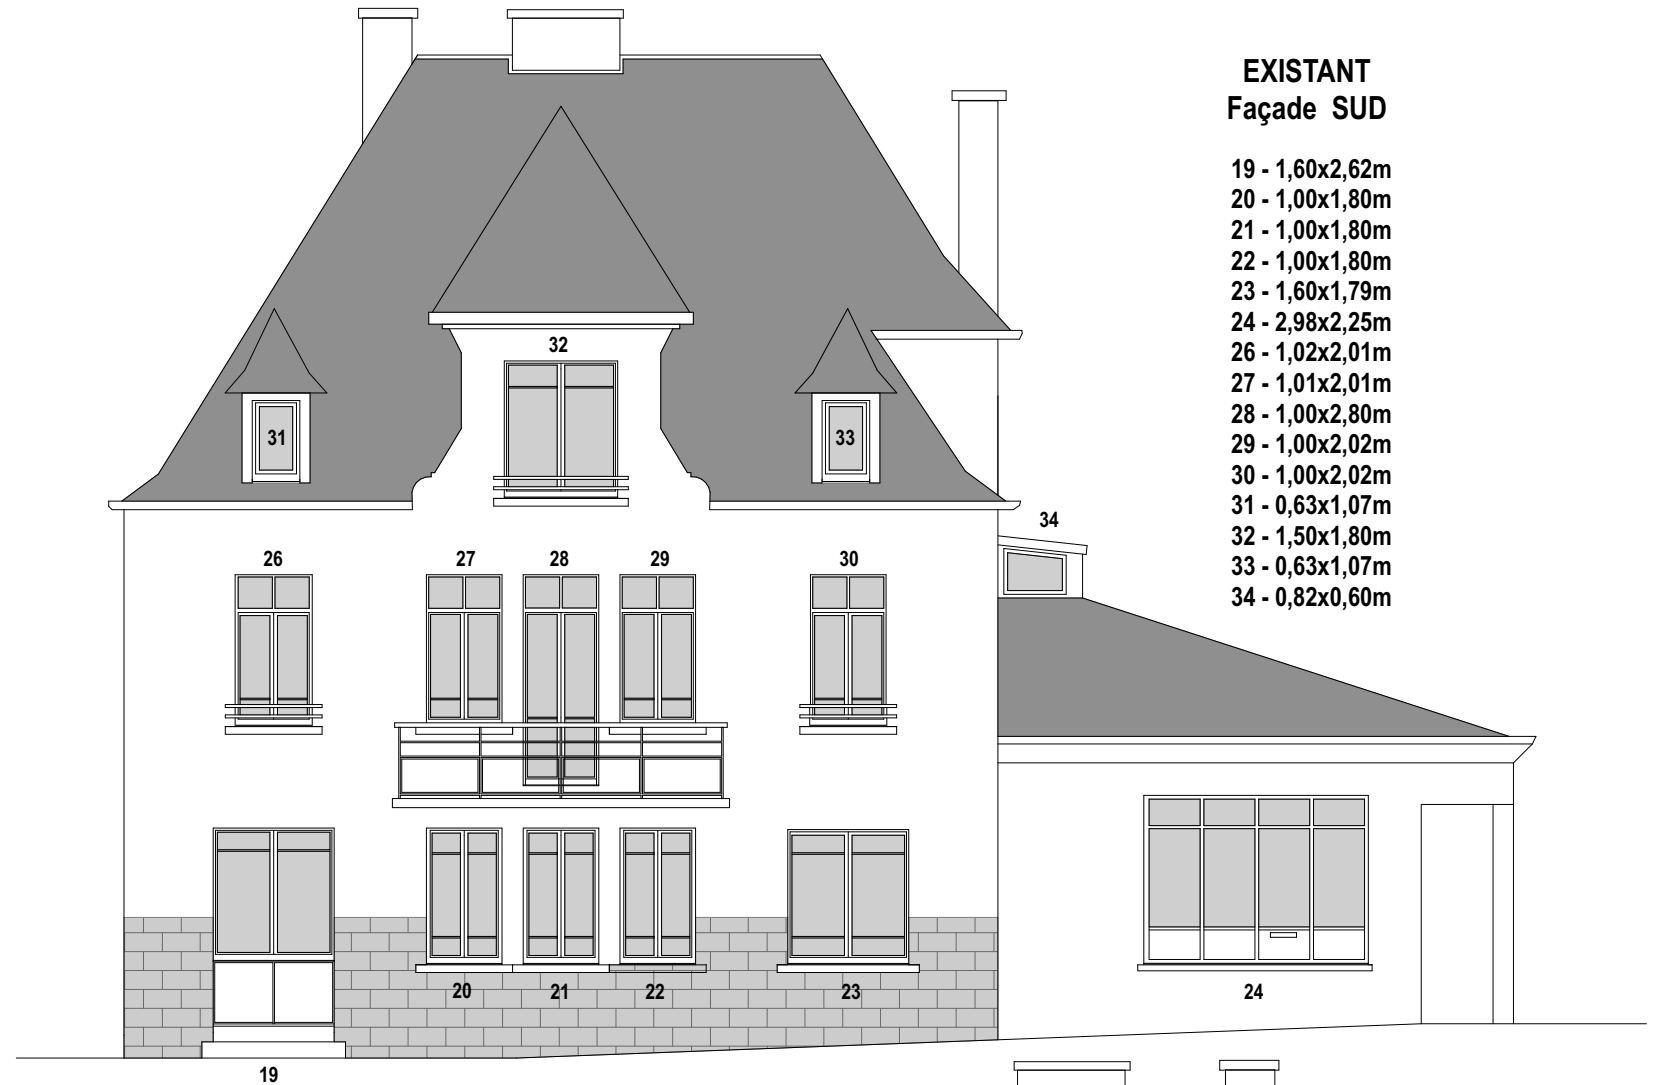 EXISTANT
Façade SUD
19 - 1,60x2,62m
20 - 1,00x1,80m
21 - 1,00x1,80m
22 - 1,00x1,80m
23 - 1,60x1,79m
24 - 2,98x2,25m
26 - 1,02x2,01m
27 - 1,01x2,01m
28 - 1,00x2,80m
29 - 1,00x2,02m
30 - 1,00x2,02m
31 - 0,63x1,07m
32 - 1,50x1,80m
33 - 0,63x1,07m
34 - 0,82x0,60m
32
31
33
34
26
27
28
29
30
20
21
22
23
24
19